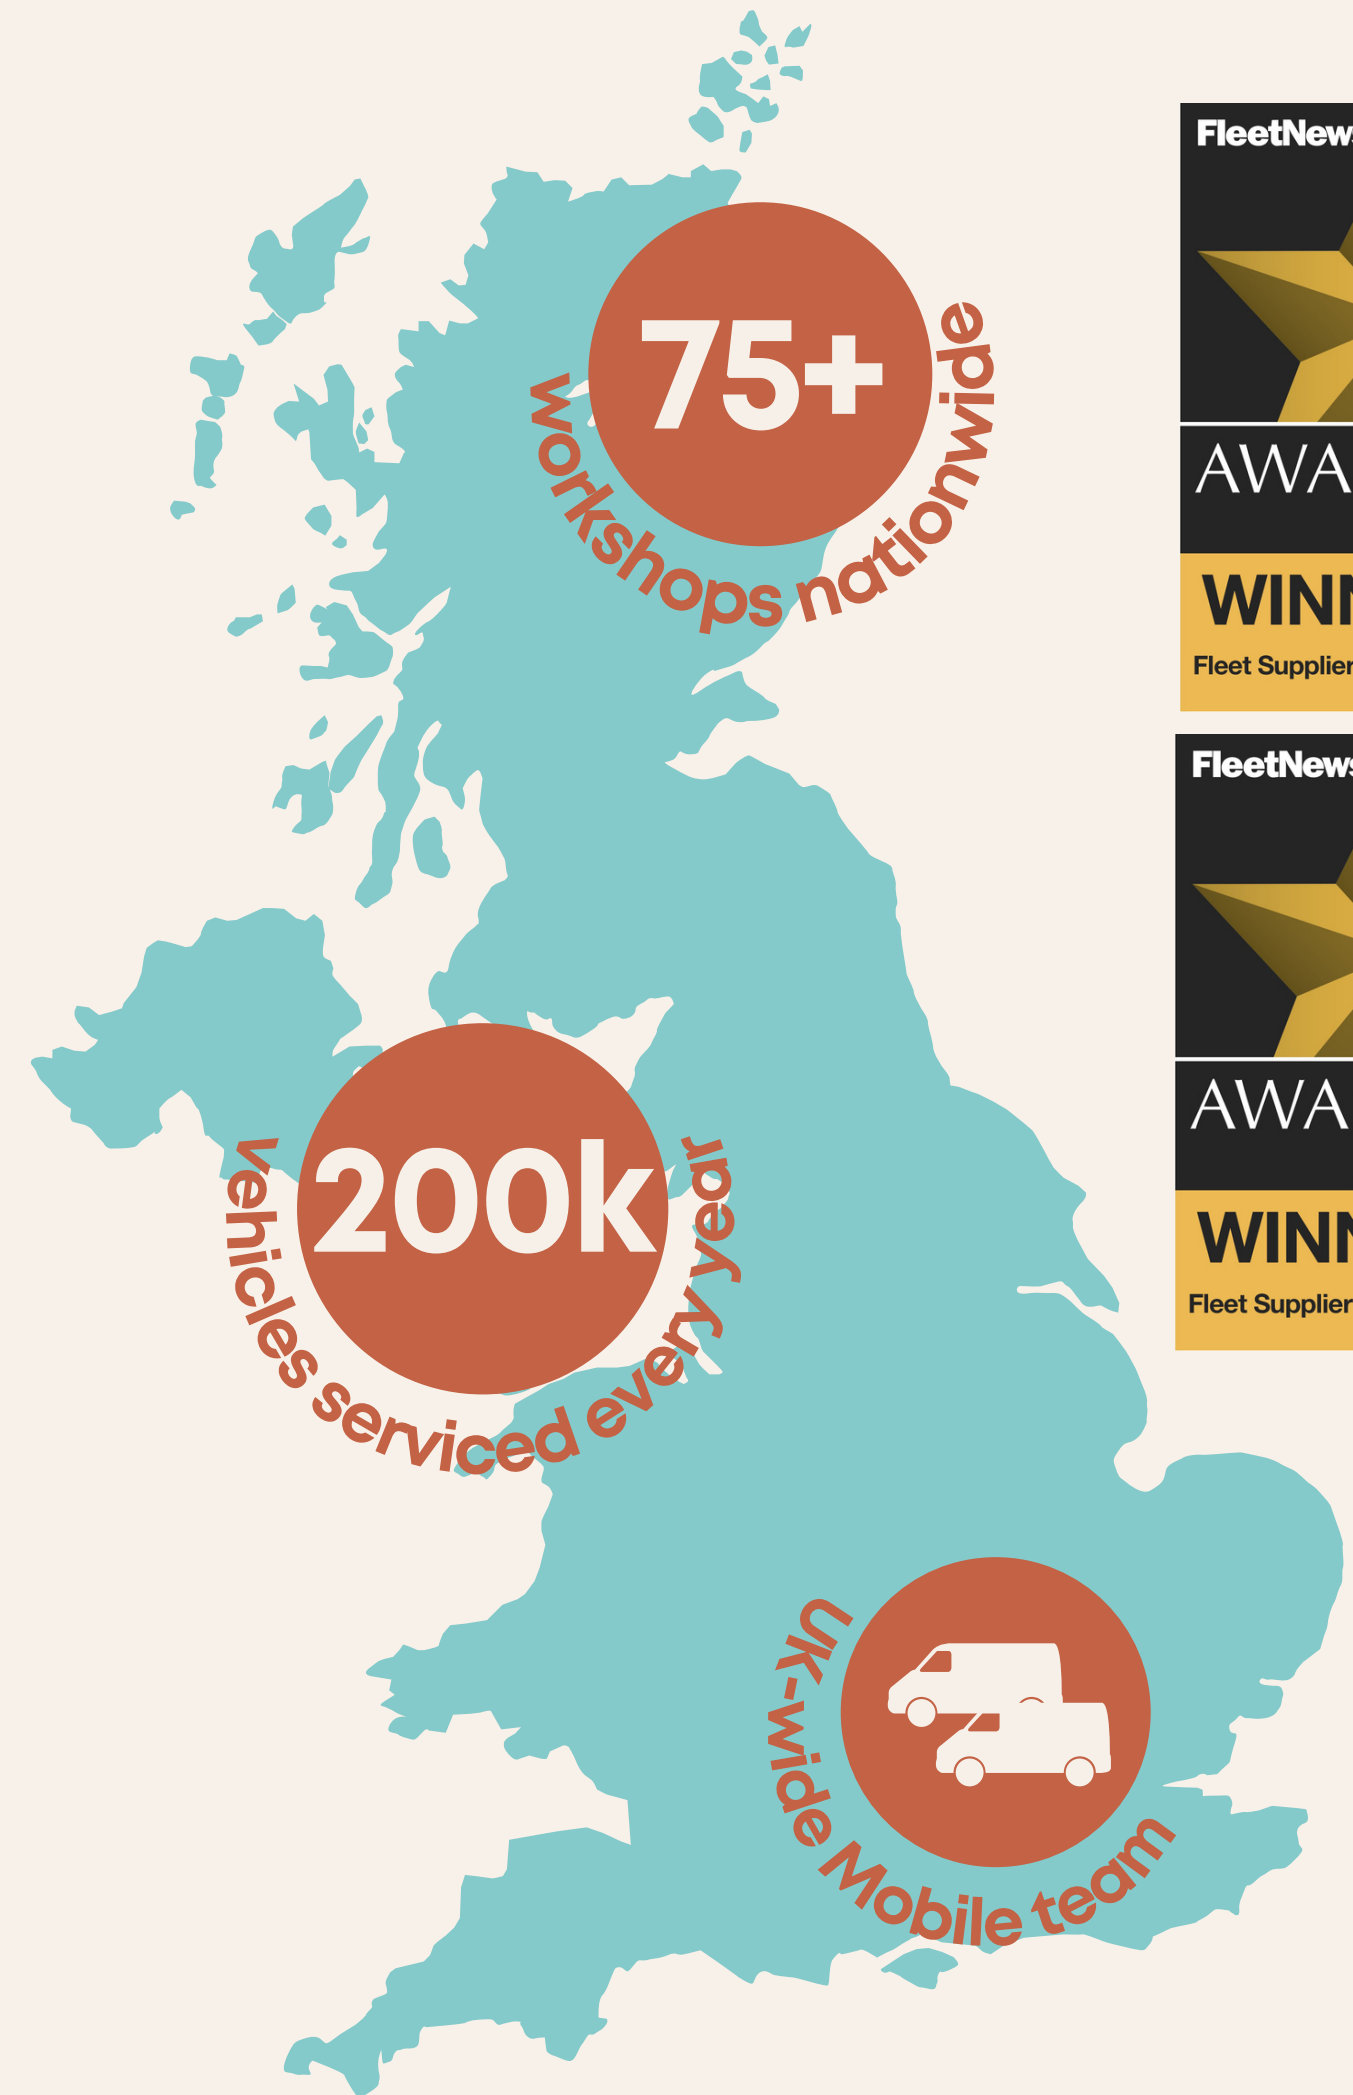 75+
workshops nationwide
200k
vehicles serviced every year
UK-wide Mobile team
FleetNews
AWA
WINN
Fleet Supplier
FleetNews
AWA
WINN
Fleet Supplier